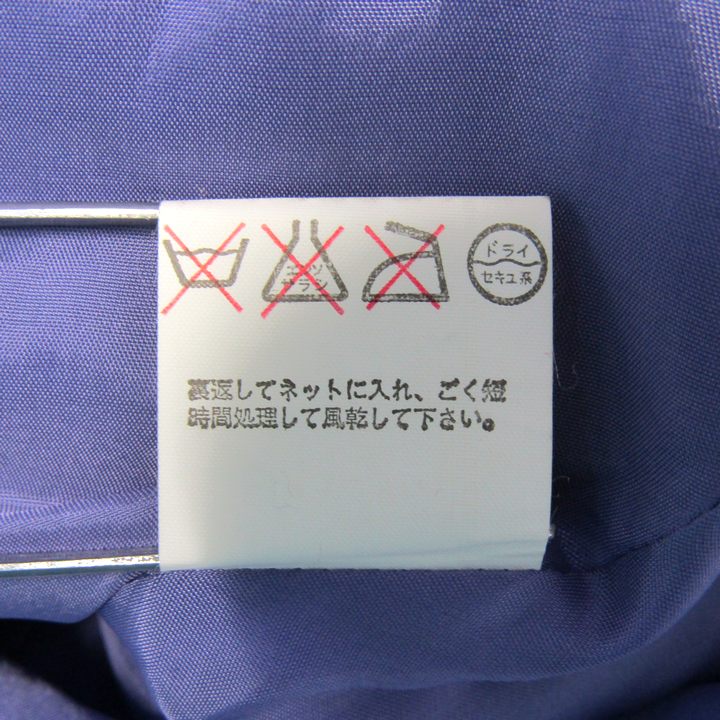 エンソ
サラシ
ドライ
セキユ系
裏返してネットに入れ、ごく短
時間処理して風乾して下さい。